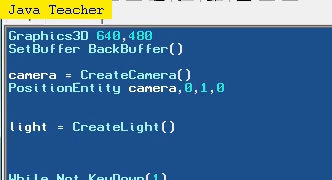 Java Teacher
Graphics3D 640,480
SetBuffer BackBuffer()
camera = CreateCamera()
PositionEntity camera,0,1,0
light = CreateLight()
While Not KeyDown(1)